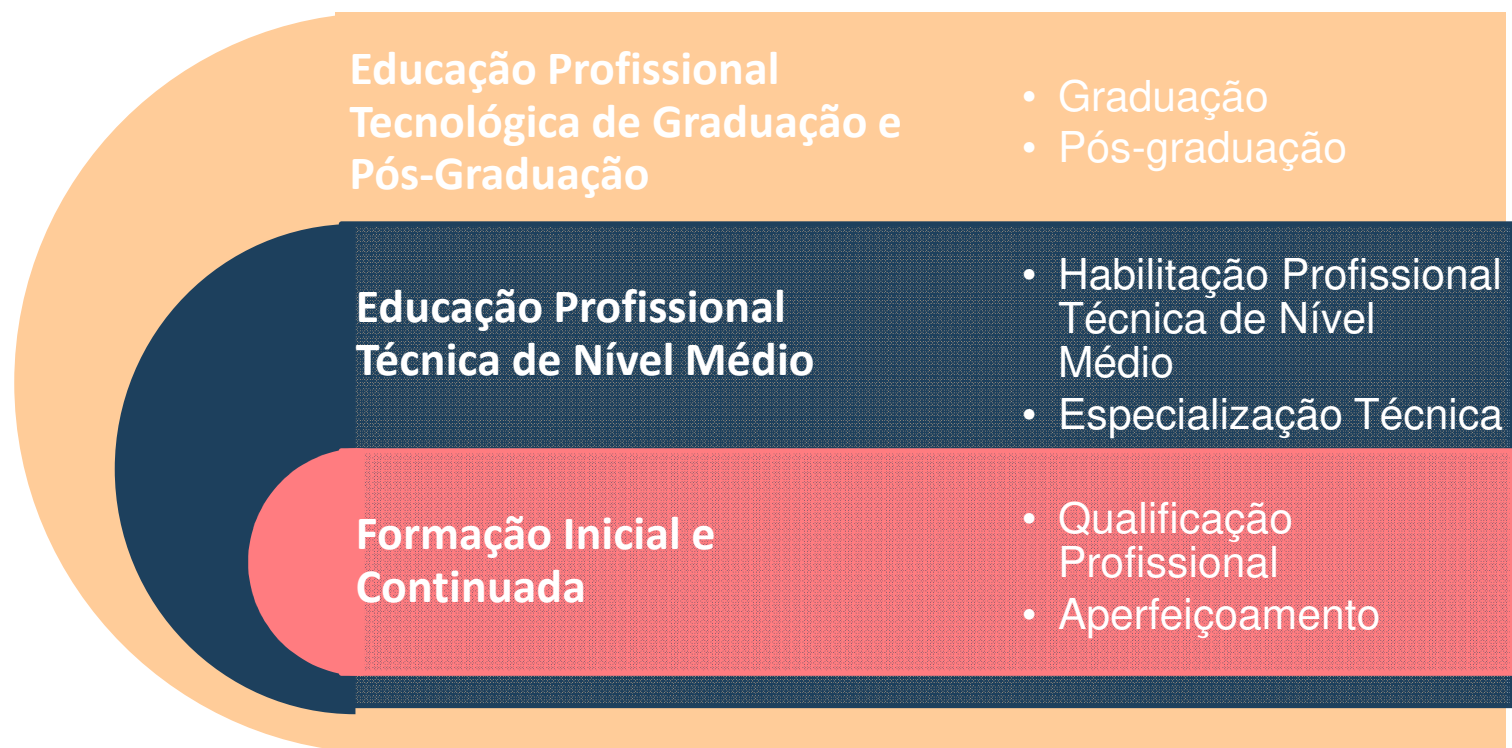 Educação Profissional
Tecnológica de Graduação e
Pós-Graduação
• Graduação
• Pós-graduação
Educação Profissional
Técnica de Nível Médio
• Habilitação Profissional
Técnica de Nível
Médio
• Especialização Técnica
Formação Inicial e
Continuada
• Qualificação
Profissional
• Aperfeiçoamento